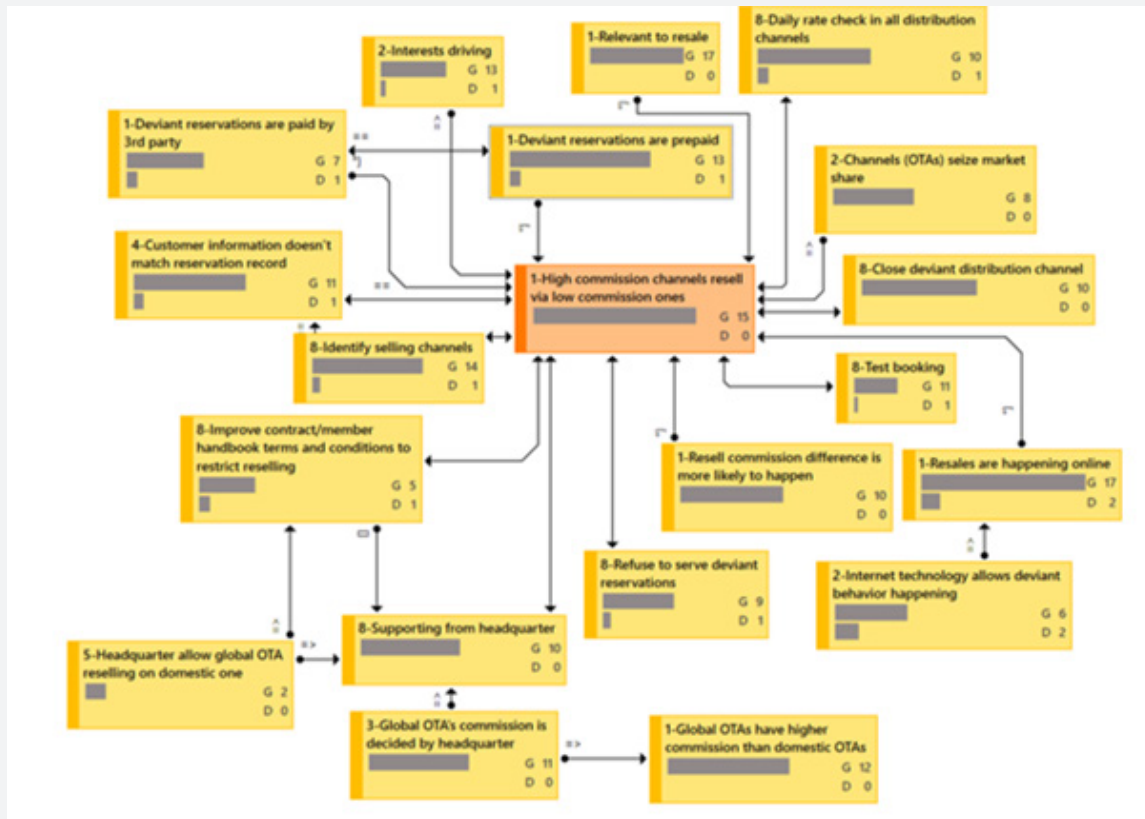 8-Daily rate check in all distribution
channels
G 10
D 1
1-Relevant to resale
G 17
D 0
2-Interests driving
G 13
D 1
1-Deviant reservations are paid by
3rd party
G 7
D 1
==
1-Deviant reservations are prepaid
G 13
D 1
2-Channels (OTAs) seize market
share
G 8
D 0
4-Customer information doesn't
match reservation record
G 11
D 1
==
1-High commission channels resell
via low commission ones
G 15
D 0
8-Close deviant distribution channel
G 10
D 0
8-Identify selling channels
G 14
D 1
8-Test booking
G 11
D 1
8-Improve contract/member
handbook terms and conditions to
restrict reselling
G 5
D 1
1-Resell commission difference is
more likely to happen
G 10
D 0
1-Resales are happening online
G 17
D 2
8-Refuse to serve deviant
reservations
G 9
D 1
2-Internet technology allows deviant
behavior happening
G 6
D 2
8-Supporting from headquarter
G 10
D 0
5-Headquarter allow global OTA
reselling on domestic one
G 2
D 0
=>
3-Global OTA's commission is
decided by headquarter
G 11
D 0
=>
1-Global OTAs have higher
commission than domestic OTAs
G 12
D 0